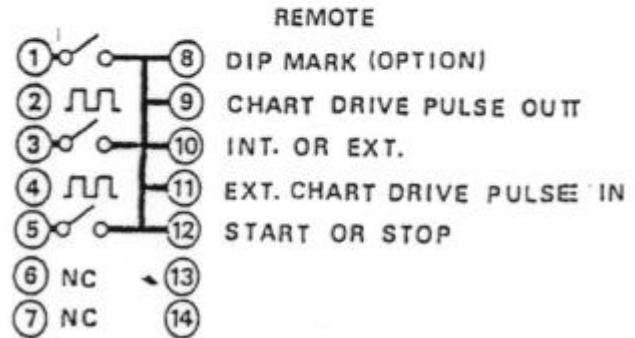 REMOTE
1 8 DIP MARK (OPTION)
2 9 CHART DRIVE PULSE OUT
3 10 INT. OR EXT.
4 11 EXT. CHART DRIVE PULSE IN
5 12 START OR STOP
6 NC 13
7 NC 14